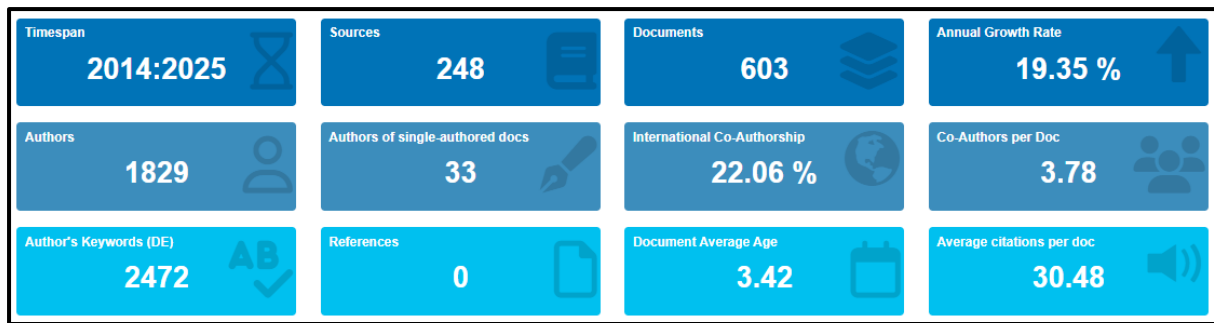 Timespan
2014:2025
Sources
248
Documents
603
Annual Growth Rate
19.35 %
Authors
1829
Authors of single-authored docs
33
International Co-Authorship
22.06 %
Co-Authors per Doc
3.78
Author's Keywords (DE)
2472
AB
References
0
Document Average Age
3.42
Average citations per doc
30.48